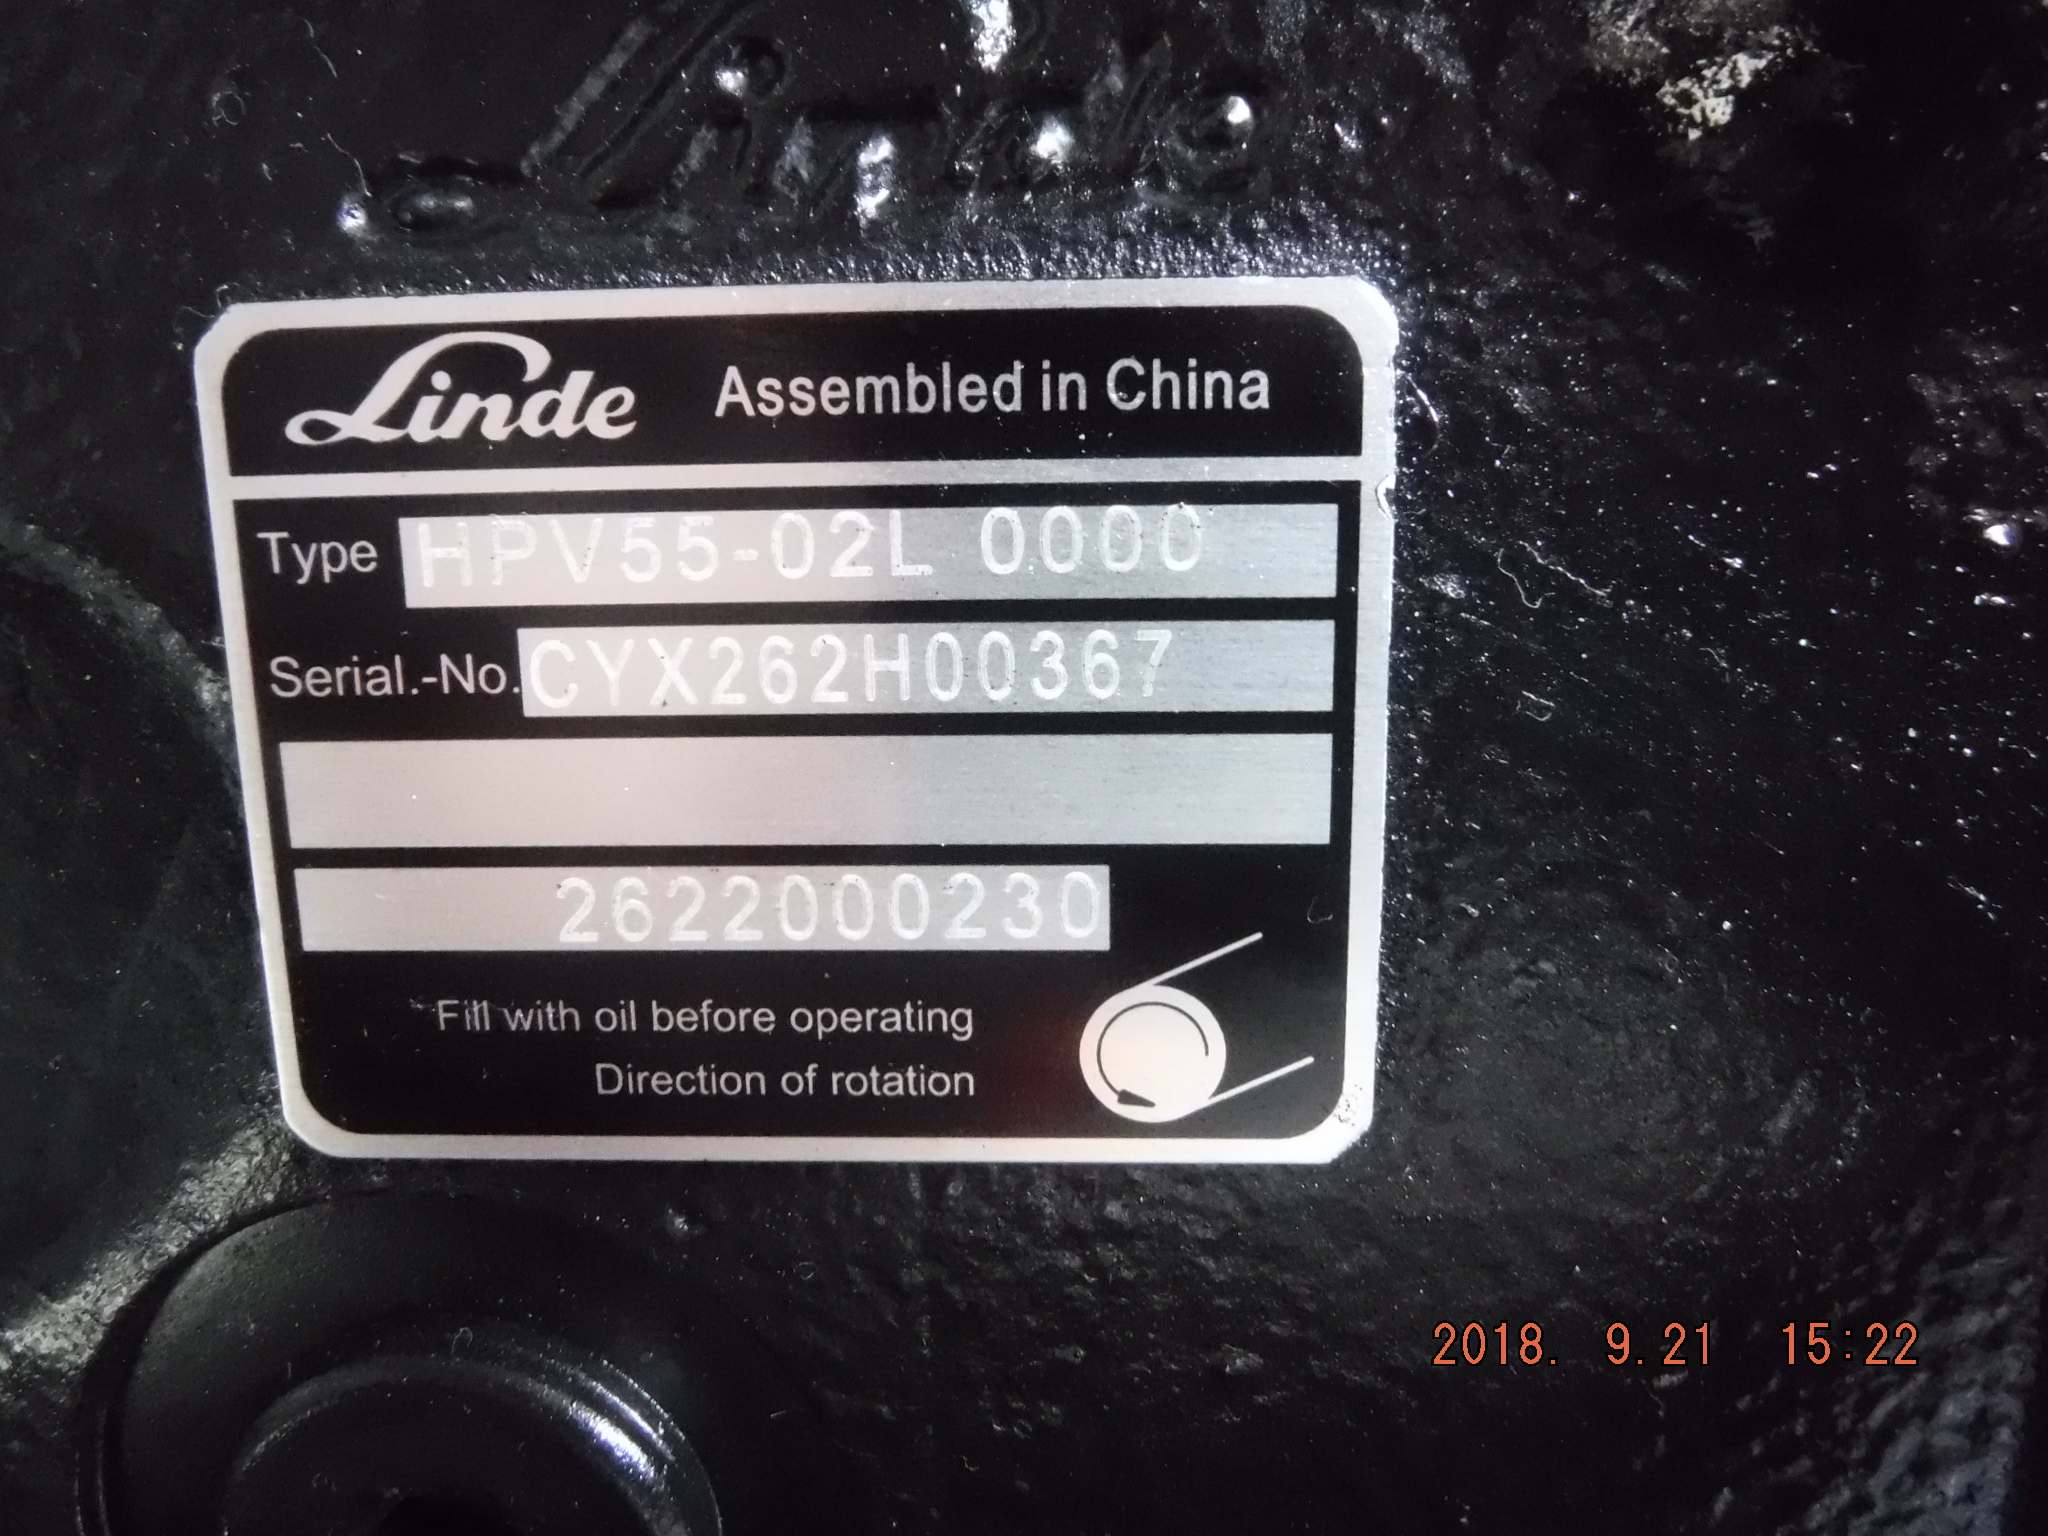 Linde
Linde Assembled in China
Type HPV55-02L 0000
Serial.-No. CYX262H00367
2622000230
Fill with oil before operating
Direction of rotation
2018. 9.21 15:22